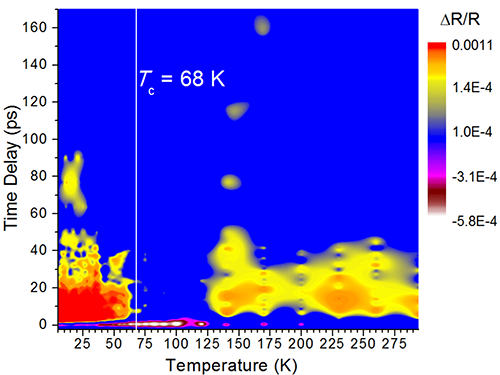 ΔR/R
0.0011
1.4E-4
1.0E-4
-3.1E-4
-5.8E-4
Tc = 68 K
160
140
120
100
80
60
40
20
0
Time Delay (ps)
25 50 75 100 125 150 175 200 225 250 275
Temperature (K)